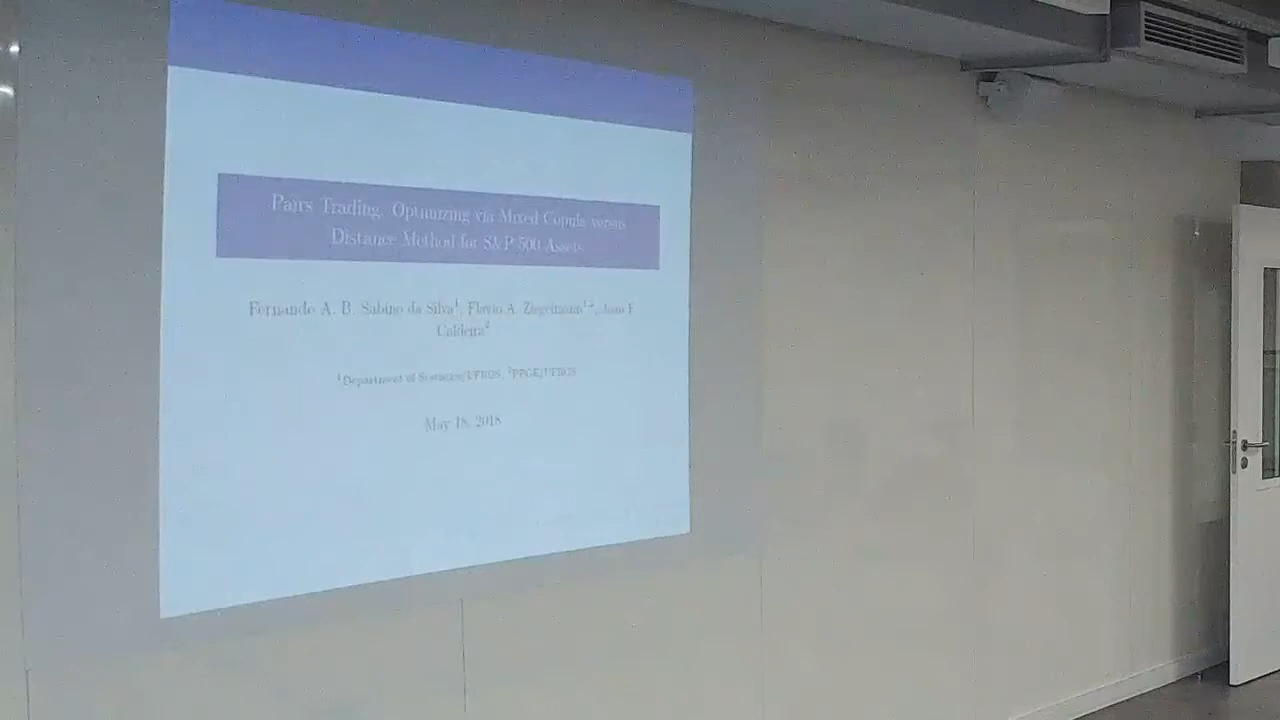 Pairs Trading: Optimizing via Mixed Copula versus
Distance Method for S&P 500 Assets
Fernando A. B. Sabino da Silva¹, Flavio A. Ziegelmann¹,², Joao F
Caldeira²
¹Department of Statistics/UFRGS, ²PPGE/UFRGS
May 18, 2018